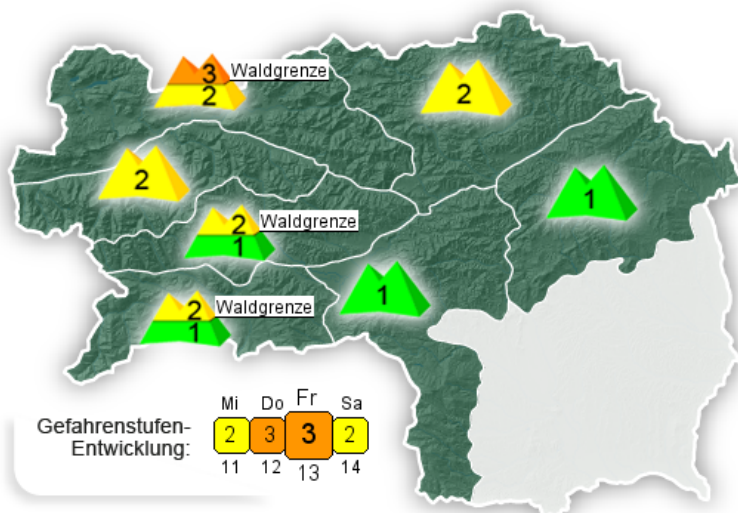 3 Waldgrenze
2
2
2
1
2 Waldgrenze
1
1
2 Waldgrenze
1
Gefahrenstufen-
Entwicklung:
Mi Do Fr Sa
2 3 3 2
11 12 13 14